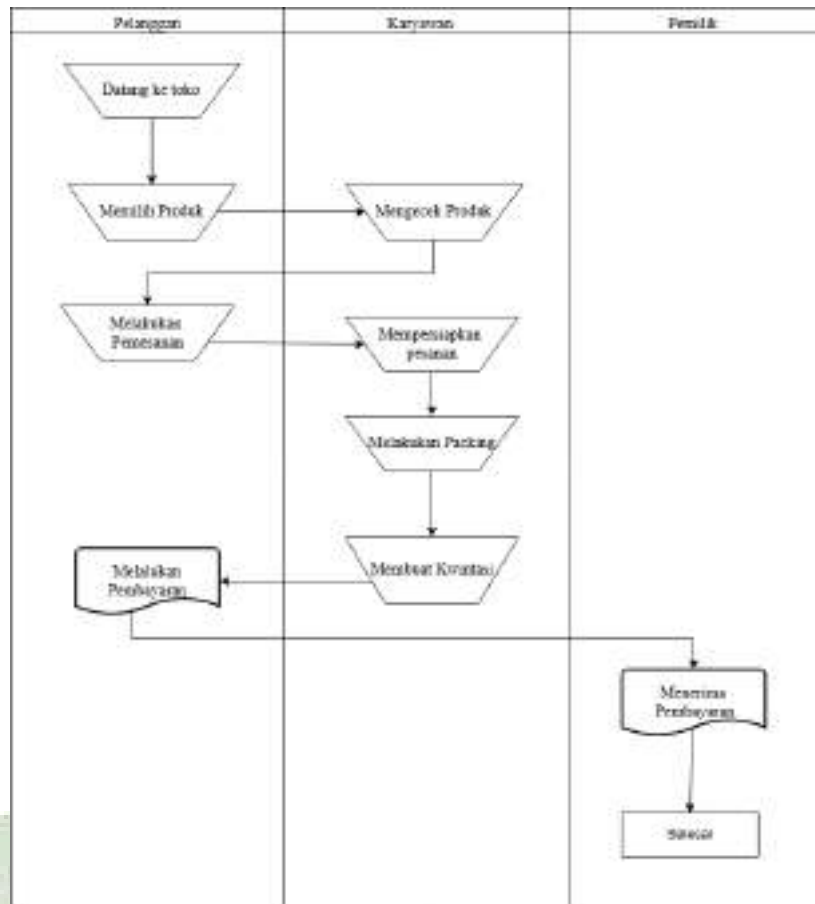 Pelanggan
Karyawan
Pemilik
Datang ke toko
Memilih Produk
Mengecek Produk
Melakukan
Pemesanan
Mempersiapkan
pesanan
Melakukan Packing
Membuat Kwintasi
Melalukan
Pembayaran
Menerima
Pembayaran
Selesai